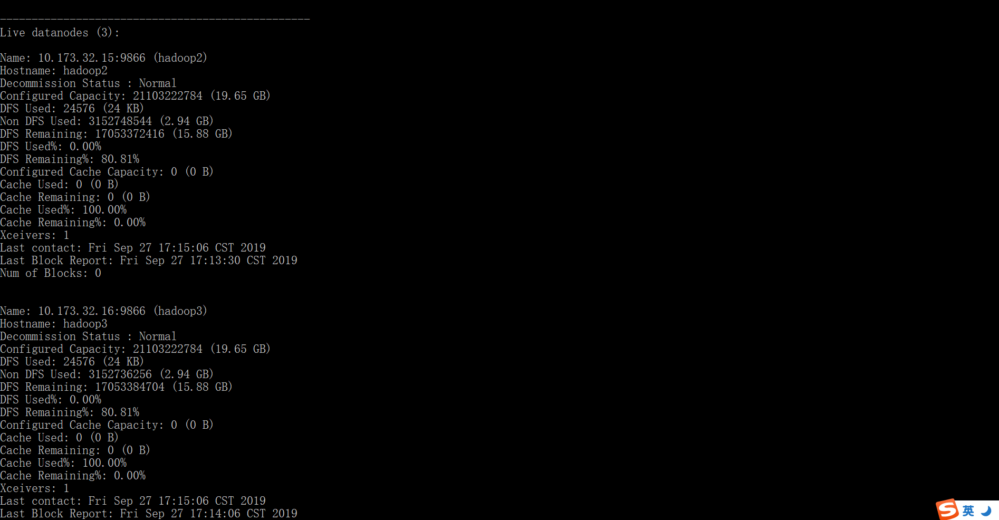 -------------------------------------------------
Live datanodes (3):
Name: 10.173.32.15:9866 (hadoop2)
Hostname: hadoop2
Decommission Status : Normal
Configured Capacity: 21103222784 (19.65 GB)
DFS Used: 24576 (24 KB)
Non DFS Used: 3152748544 (2.94 GB)
DFS Remaining: 17053372416 (15.88 GB)
DFS Used%: 0.00%
DFS Remaining%: 80.81%
Configured Cache Capacity: 0 (0 B)
Cache Used: 0 (0 B)
Cache Remaining: 0 (0 B)
Cache Used%: 100.00%
Cache Remaining%: 0.00%
Xceivers: 1
Last contact: Fri Sep 27 17:15:06 CST 2019
Last Block Report: Fri Sep 27 17:13:30 CST 2019
Num of Blocks: 0
Name: 10.173.32.16:9866 (hadoop3)
Hostname: hadoop3
Decommission Status : Normal
Configured Capacity: 21103222784 (19.65 GB)
DFS Used: 24576 (24 KB)
Non DFS Used: 3152736256 (2.94 GB)
DFS Remaining: 17053384704 (15.88 GB)
DFS Used%: 0.00%
DFS Remaining%: 80.81%
Configured Cache Capacity: 0 (0 B)
Cache Used: 0 (0 B)
Cache Remaining: 0 (0 B)
Cache Used%: 100.00%
Cache Remaining%: 0.00%
Xceivers: 1
Last contact: Fri Sep 27 17:15:06 CST 2019
Last Block Report: Fri Sep 27 17:14:06 CST 2019
S 英